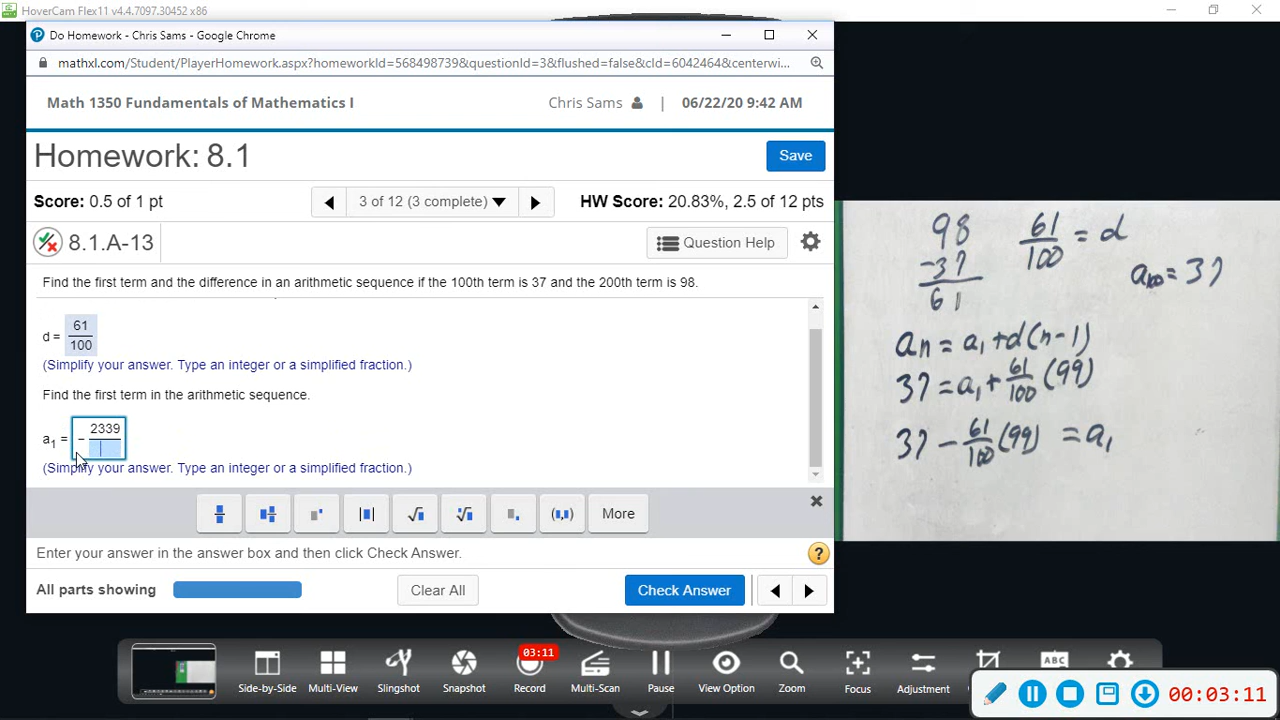 HoverCam Flex11 v4.4.7097.30452 x86
Do Homework - Chris Sams - Google Chrome
mathxl.com/Student/PlayerHomework.aspx?homeworkId=568498739&questionId=3&flushed=false&cId=6042464&centerwi...
Math 1350 Fundamentals of Mathematics I
Chris Sams | 06/22/20 9:42 AM
Homework: 8.1
Save
Score: 0.5 of 1 pt
3 of 12 (3 complete)
HW Score: 20.83%, 2.5 of 12 pts
8.1.A-13
Question Help
Find the first term and the difference in an arithmetic sequence if the 100th term is 37 and the 200th term is 98.
d = 61/100
(Simplify your answer. Type an integer or a simplified fraction.)
Find the first term in the arithmetic sequence.
a1 = - 2339
(Simplify your answer. Type an integer or a simplified fraction.)
More
Enter your answer in the answer box and then click Check Answer.
?
All parts showing
Clear All
Check Answer
98
-37
61
61/100 = d
a100 = 37
an = a1 + d(n-1)
37 = a1 + 61/100 (99)
37 - 61/100 (99) = a1
Side-by-Side
Multi-View
Slingshot
03:11
Record
Multi-Scan
Pause
View Option
Zoom
Focus
Adjustment
ABC
00:03:11